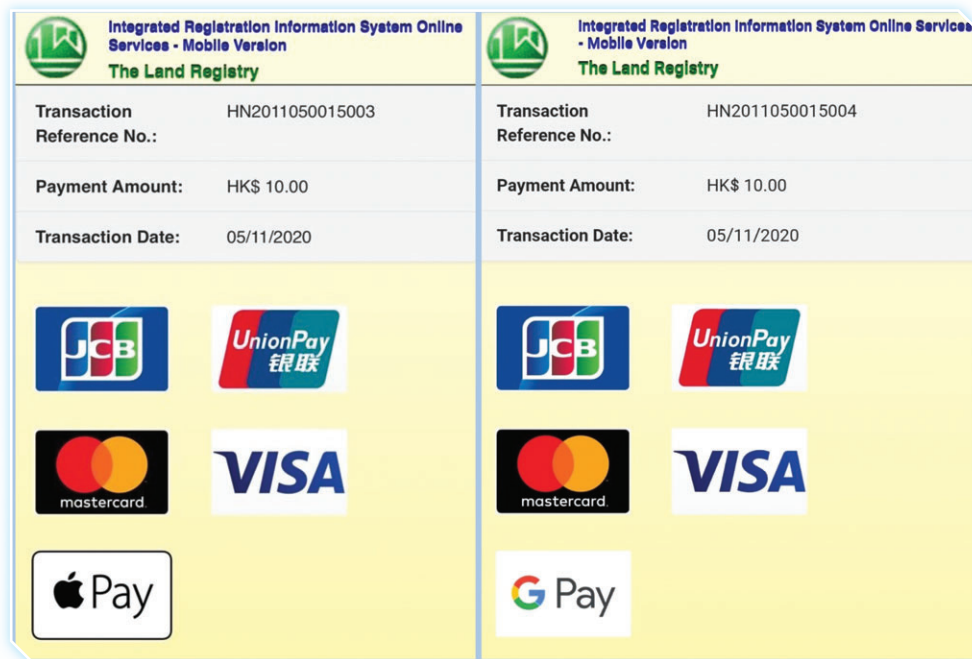 Integrated Registration Information System Online
Services - Mobile Version
The Land Registry
Transaction
Reference No.:
HN2011050015003
Payment Amount:
HK$ 10.00
Transaction Date:
05/11/2020
JCB
UnionPay
银联
mastercard.
VISA
Pay
Integrated Registration Information System Online Services
- Mobile Version
The Land Registry
Transaction
Reference No.:
HN2011050015004
Payment Amount:
HK$ 10.00
Transaction Date:
05/11/2020
JCB
UnionPay
银联
mastercard.
VISA
G Pay